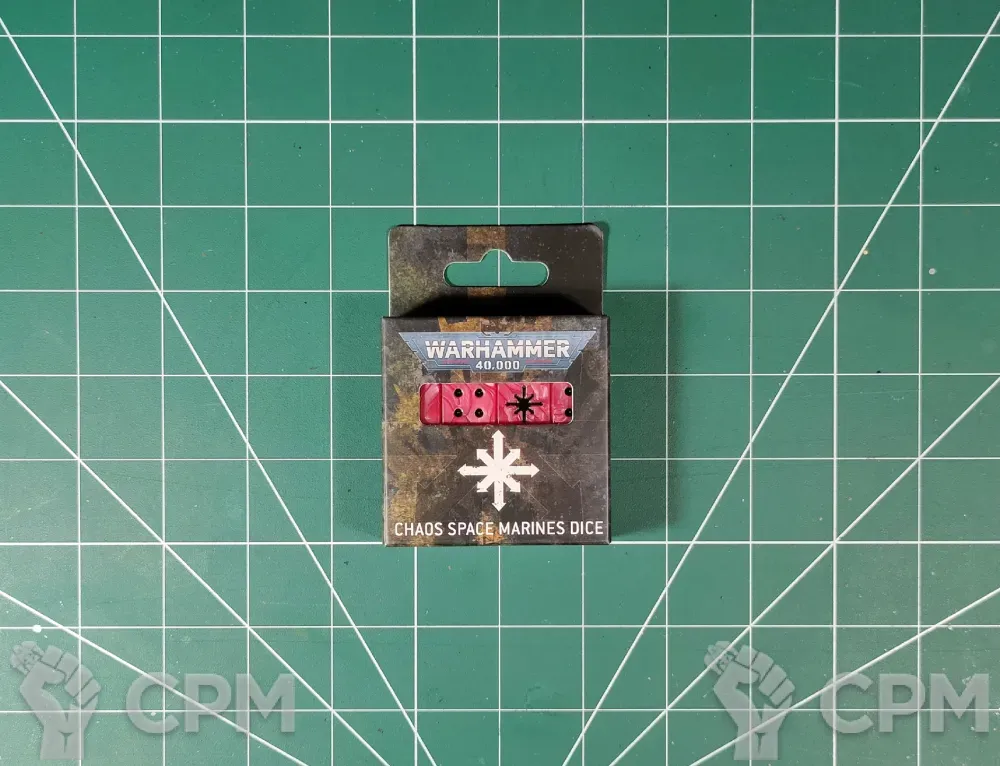 WARHAMMER
40,000
CHAOS SPACE MARINES DICE
CPM CPM